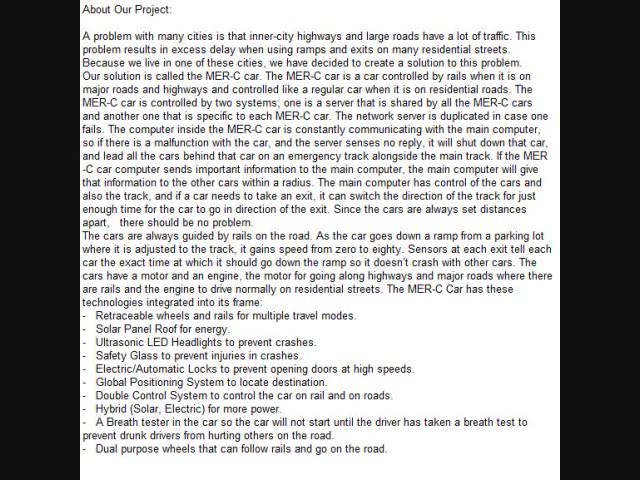 About Our Project:
A problem with many cities is that inner-city highways and large roads have a lot of traffic. This
problem results in excess delay when using ramps and exits on many residential streets.
Because we live in one of these cities, we have decided to create a solution to this problem.
Our solution is called the MER-C car. The MER-C car is a car controlled by rails when it is on
major roads and highways and controlled like a regular car when it is on residential roads. The
MER-C car is controlled by two systems; one is a server that is shared by all the MER-C cars
and another one that is specific to each MER-C car. The network server is duplicated in case one
fails. The computer inside the MER-C car is constantly communicating with the main computer,
so if there is a malfunction with the car, and the server senses no reply, it will shut down that car,
and lead all the cars behind that car on an emergency track alongside the main track. If the MER
-C car computer sends important information to the main computer, the main computer will give
that information to the other cars within a radius. The main computer has control of the cars and
also the track, and if a car needs to take an exit, it can switch the direction of the track for just
enough time for the car to go in direction of the exit. Since the cars are always set distances
apart,   there should be no problem.
The cars are always guided by rails on the road. As the car goes down a ramp from a parking lot
where it is adjusted to the track, it gains speed from zero to eighty. Sensors at each exit tell each
car the exact time at which it should go down the ramp so it doesn't crash with other cars. The
cars have a motor and an engine, the motor for going along highways and major roads where there
are rails and the engine to drive normally on residential streets. The MER-C Car has these
technologies integrated into its frame:
- Retraceable wheels and rails for multiple travel modes.
- Solar Panel Roof for energy.
- Ultrasonic LED Headlights to prevent crashes.
- Safety Glass to prevent injuries in crashes.
- Electric/Automatic Locks to prevent opening doors at high speeds.
- Global Positioning System to locate destination.
- Double Control System to control the car on rail and on roads.
- Hybrid (Solar, Electric) for more power.
- A Breath tester in the car so the car will not start until the driver has taken a breath test to
prevent drunk drivers from hurting others on the road.
- Dual purpose wheels that can follow rails and go on the road.